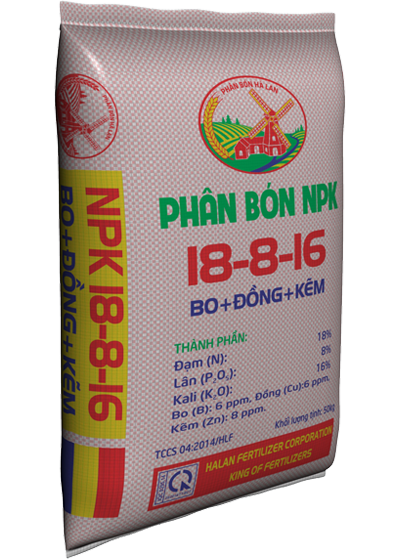 PHÂN BÓN HÀ LAN
PHÂN BÓN NPK
18-8-16
BO+ĐỒNG+KẼM
THÀNH PHẦN:
Đạm (N): 18%
Lân (P₂O₅): 8%
Kali (K₂O): 16%
Bo (B): 6 ppm, Đồng (Cu):6 ppm.
Kẽm (Zn): 8 ppm.
TCCS 04:2014/HLF
Khối lượng tịnh: 50kg
HALAN FERTILIZER CORPORATION
KING OF FERTILIZERS
NPK 18-8-16
BO+ĐỒNG+KẼM